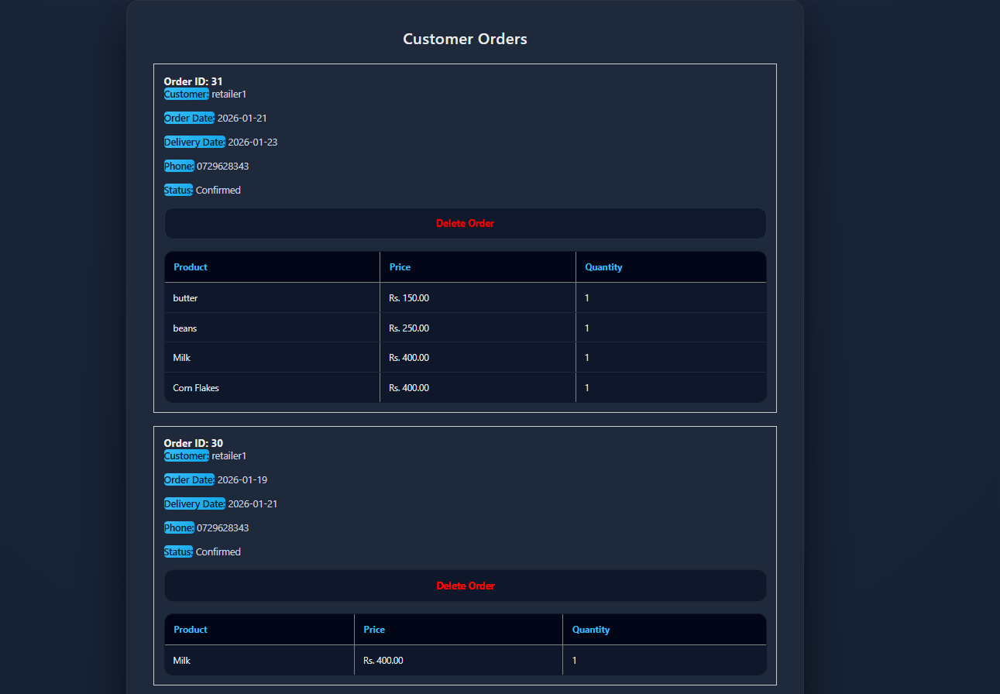 Customer Orders
Order ID: 31
Customer: retailer1
Order Date: 2026-01-21
Delivery Date: 2026-01-23
Phone: 0729628343
Status: Confirmed
Delete Order
Product Price Quantity
butter Rs. 150.00 1
beans Rs. 250.00 1
Milk Rs. 400.00 1
Corn Flakes Rs. 400.00 1
Order ID: 30
Customer: retailer1
Order Date: 2026-01-19
Delivery Date: 2026-01-21
Phone: 0729628343
Status: Confirmed
Delete Order
Product Price Quantity
Milk Rs. 400.00 1